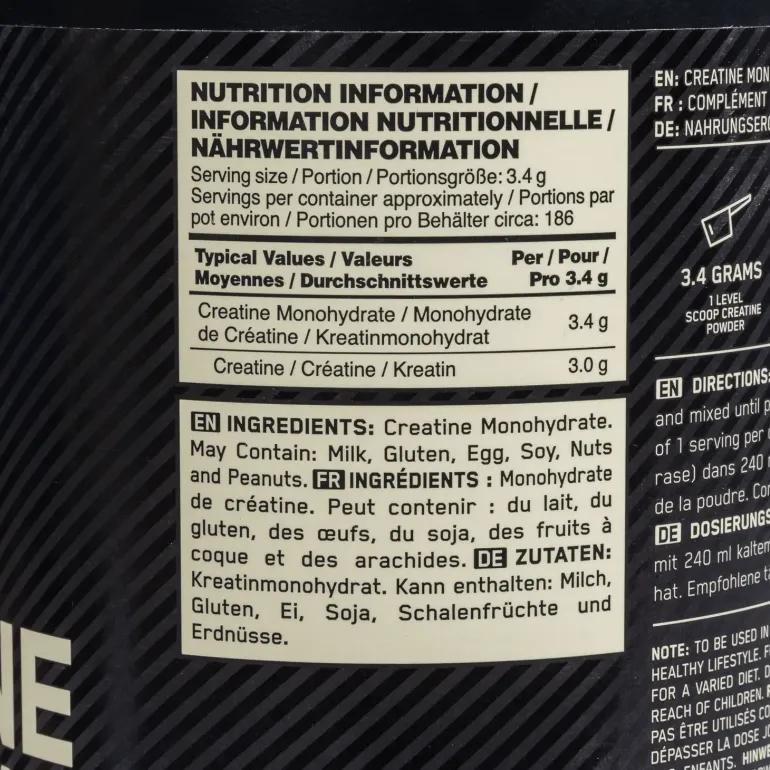 NUTRITION INFORMATION /
INFORMATION NUTRITIONNELLE /
NÄHRWERTINFORMATION
Serving size / Portion / Portionsgröße: 3.4 g
Servings per container approximately / Portions par
pot environ / Portionen pro Behälter circa: 186
Typical Values / Valeurs Per / Pour /
Moyennes / Durchschnittswerte Pro 3.4 g
Creatine Monohydrate / Monohydrate
de Créatine / Kreatinmonohydrat 3.4 g
Creatine / Créatine / Kreatin 3.0 g
EN INGREDIENTS: Creatine Monohydrate.
May Contain: Milk, Gluten, Egg, Soy, Nuts
and Peanuts. FR INGRÉDIENTS : Monohydrate
de créatine. Peut contenir : du lait, du
gluten, des œufs, du soja, des fruits à
coque et des arachides. DE ZUTATEN:
Kreatinmonohydrat. Kann enthalten: Milch,
Gluten, Ei, Soja, Schalenfrüchte und
Erdnüsse.
EN: CREATINE
FR : COMPLÉMENT
DE:
3.4 GRAMS
1 LEVEL
SCOOP CREATINE
POWDER
EN DIRECTIONS:
and mixed until
of 1 serving per
rase) dans 240
de la poudre.
DE
mit 240 ml
hat. Empfohlene
NOTE: TO BE USED IN
HEALTHY LIFESTYLE.
FOR A VARIED DIET.
REACH OF CHILDREN.
PAS ÊTRE UTILISÉS
DÉPASSER LA DOSE
ENFANTS.
NE